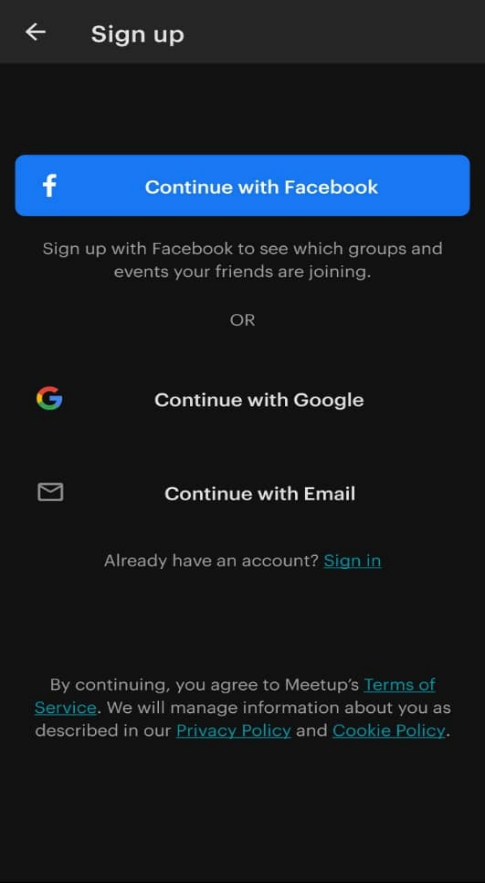 Sign up
Continue with Facebook
Sign up with Facebook to see which groups and
events your friends are joining.
OR
Continue with Google
Continue with Email
Already have an account? Sign in
By continuing, you agree to Meetup's Terms of
Service. We will manage information about you as
described in our Privacy Policy and Cookie Policy.